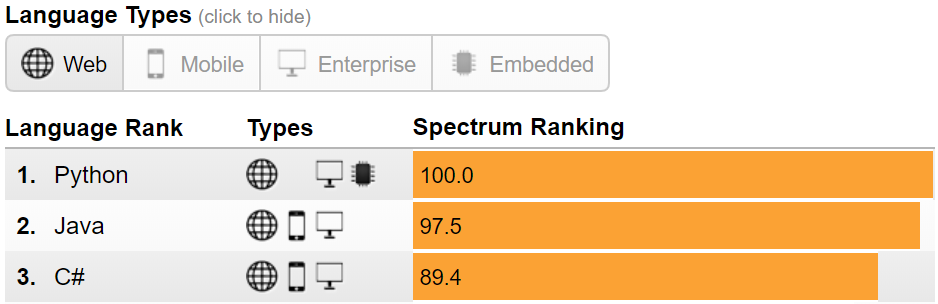 Language Types (click to hide)
Web Mobile Enterprise Embedded
Language Rank Types Spectrum Ranking
1. Python 100.0
2. Java 97.5
3. C# 89.4